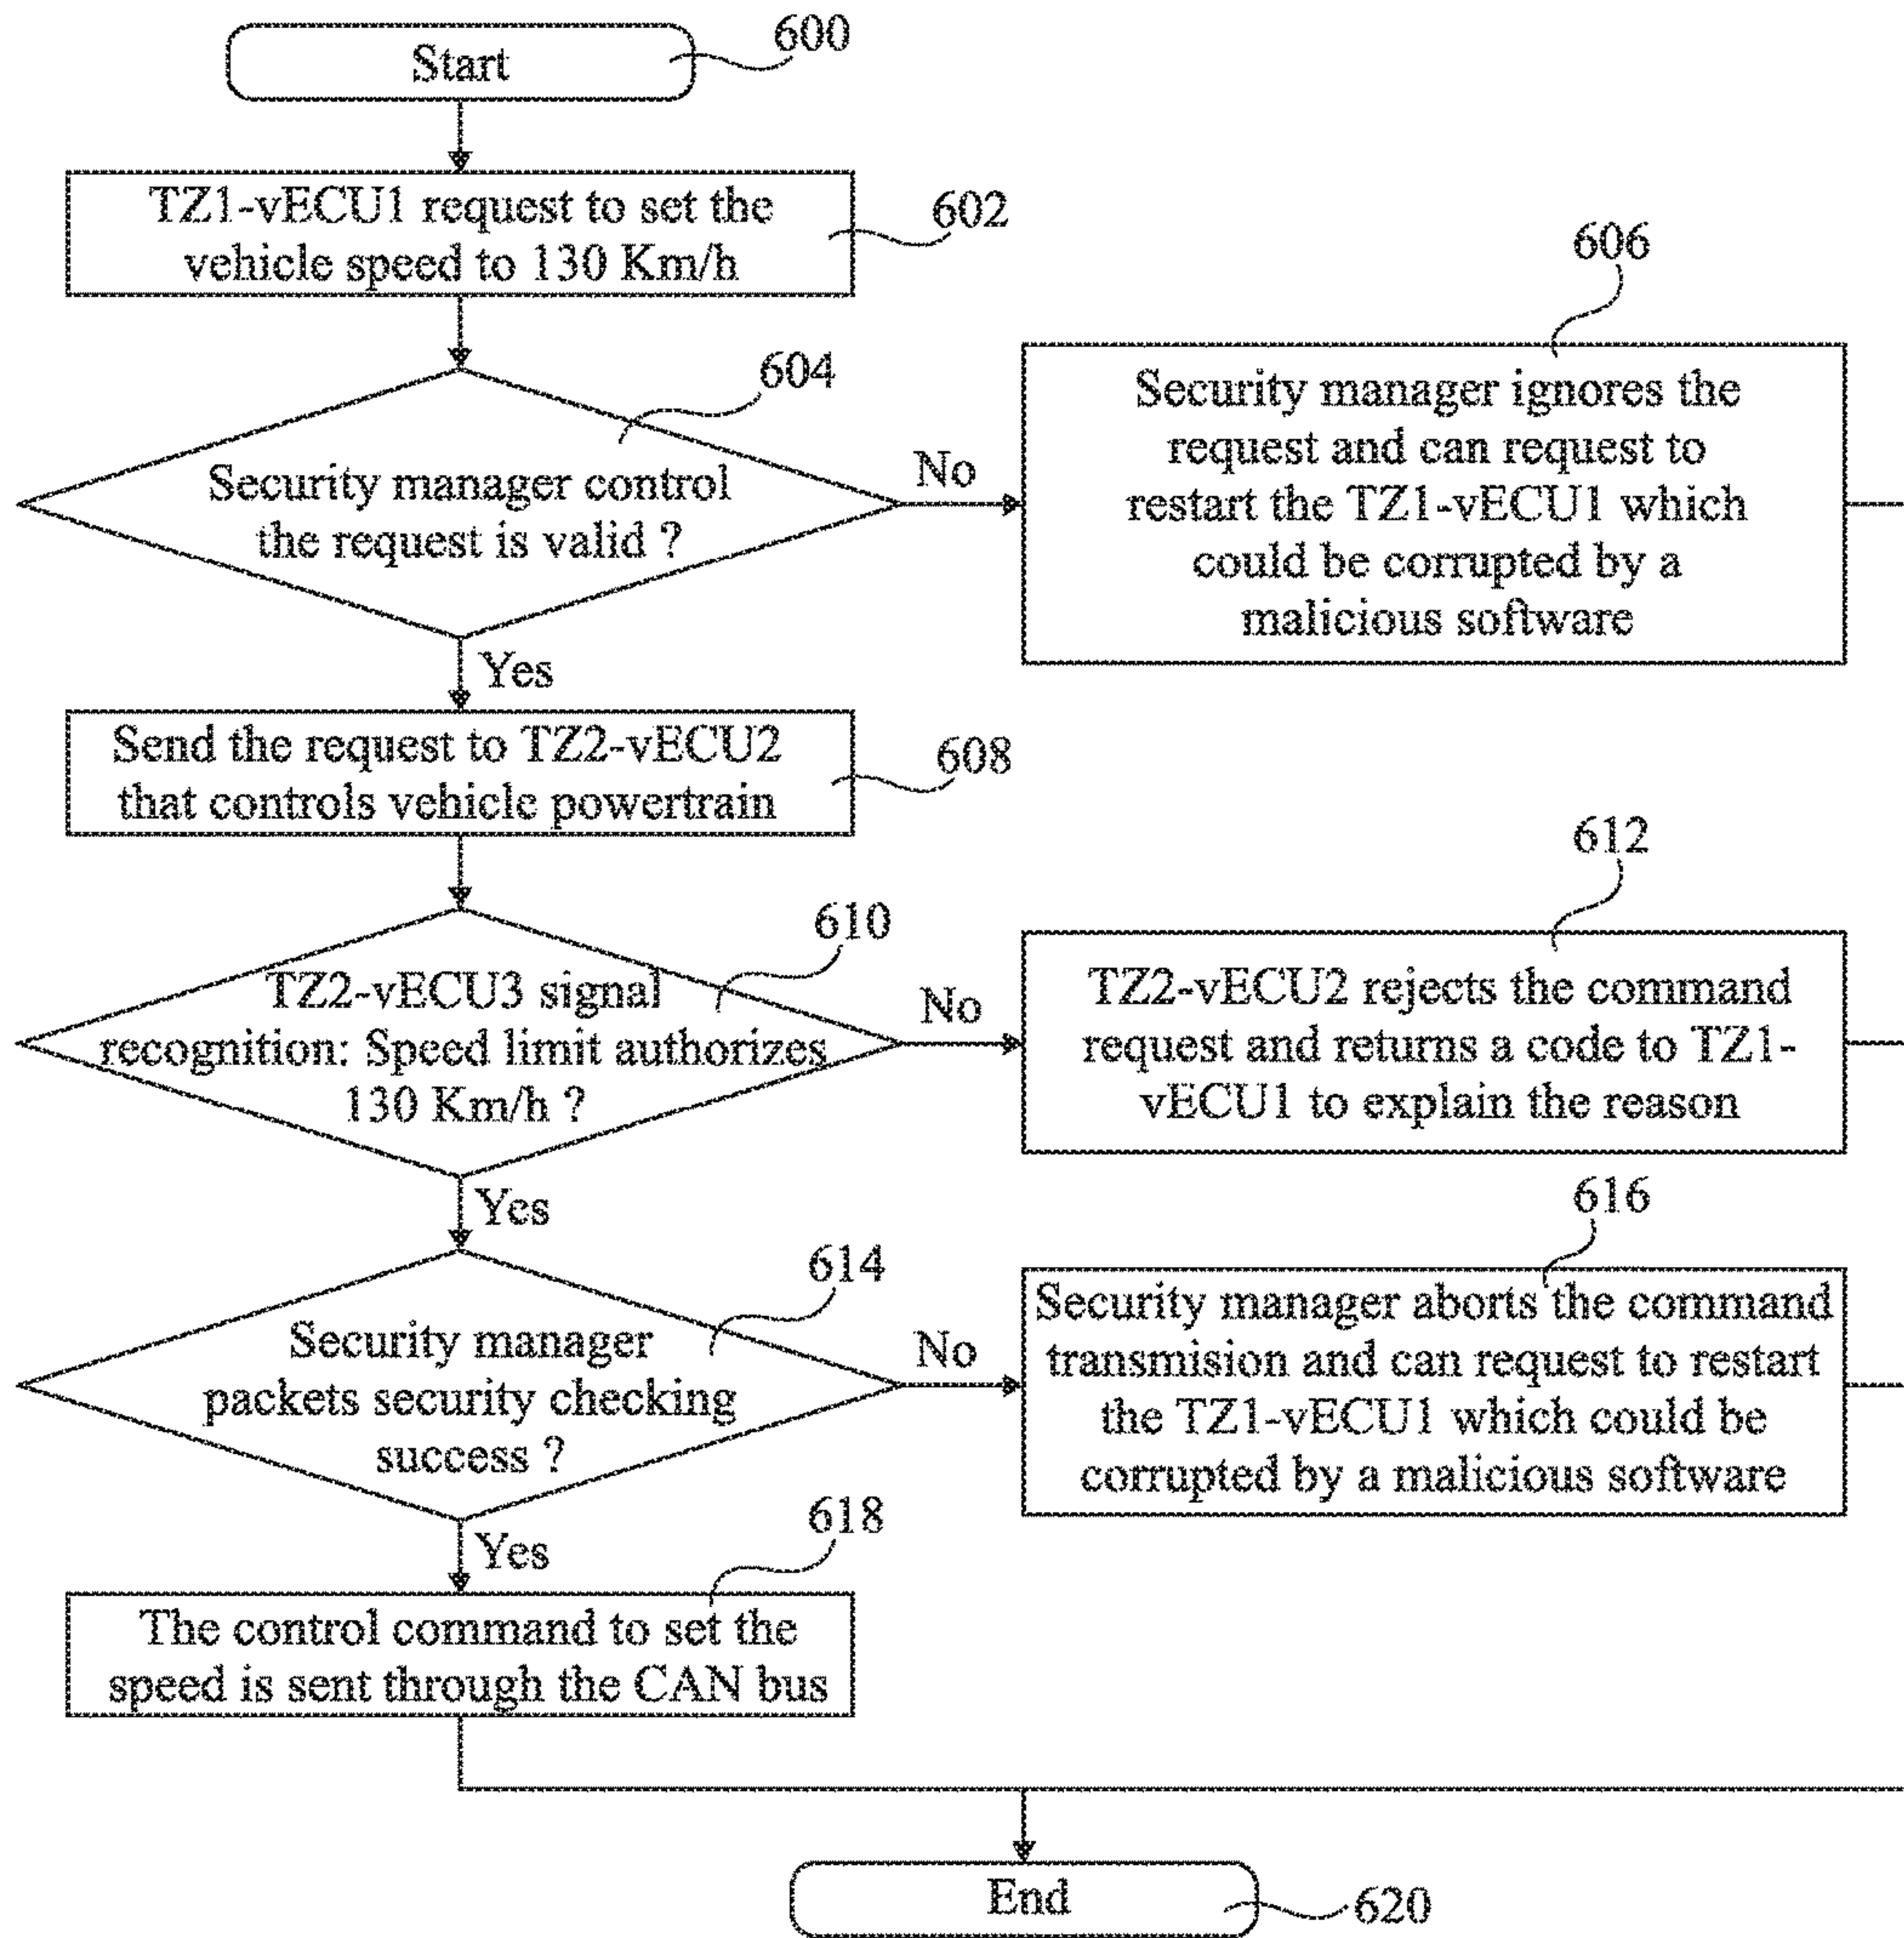 Start
600
TZ1-vECU1 request to set the
vehicle speed to 130 Km/h
602
Security manager control
the request is valid ?
604
No
Security manager ignores the
request and can request to
restart the TZ1-vECU1 which
could be corrupted by a
malicious software
606
Yes
Send the request to TZ2-vECU2
that controls vehicle powertrain
608
TZ2-vECU3 signal
recognition: Speed limit authorizes
130 Km/h ?
610
No
TZ2-vECU2 rejects the command
request and returns a code to TZ1-
vECU1 to explain the reason
612
Yes
Security manager
packets security checking
success ?
614
No
Security manager aborts the command
transmision and can request to restart
the TZ1-vECU1 which could be
corrupted by a malicious software
616
Yes
The control command to set the
speed is sent through the CAN bus
618
End
620